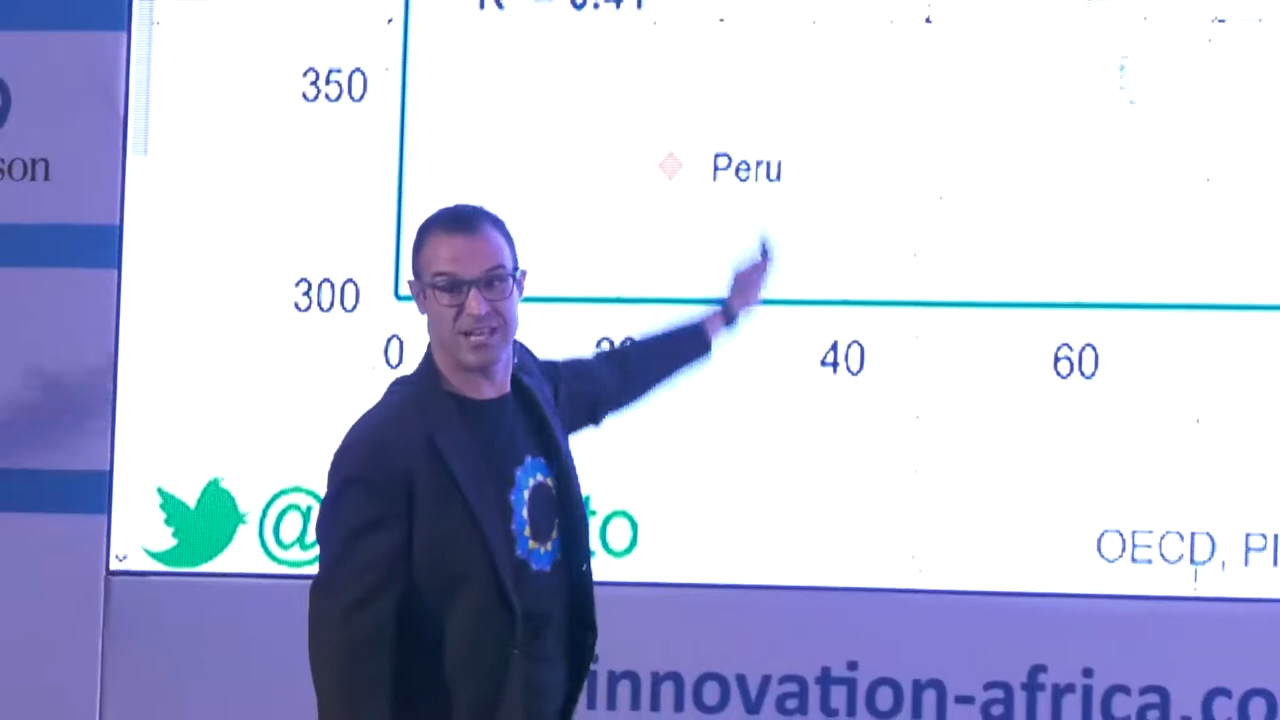 350
son
Peru
300
0 40 60
@ to
OECD, PI
innovation-africa.co